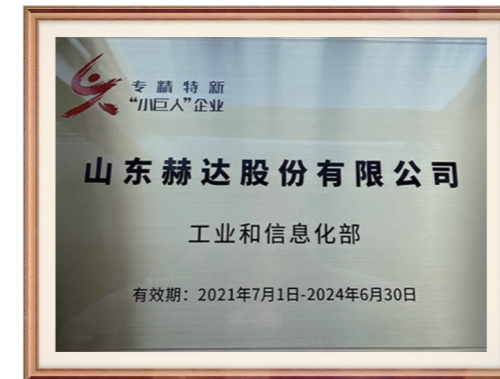 专精特新
“小巨人”企业
山东赫达股份有限公司
工业和信息化部
有效期：2021年7月1日-2024年6月30日